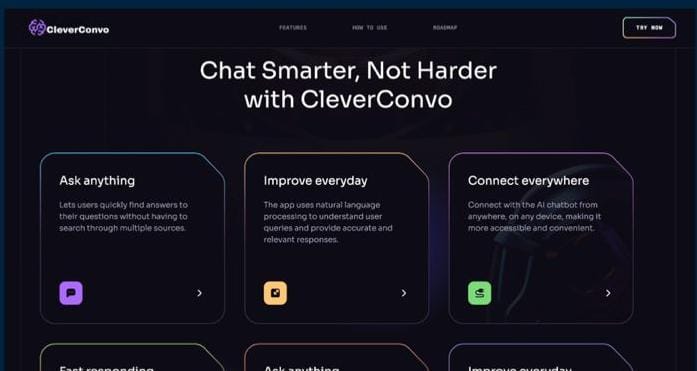 CleverConvo
FEATURES
HOW TO USE
ROADMAP
TRY NOW
Chat Smarter, Not Harder
with CleverConvo
Ask anything
Lets users quickly find answers to
their questions without having to
search through multiple sources.
Improve everyday
The app uses natural language
processing to understand user
queries and provide accurate and
relevant responses.
Connect everywhere
Connect with the AI chatbot from
anywhere, on any device, making it
more accessible and convenient.
Fast responding
Ask anything
Improve everyday